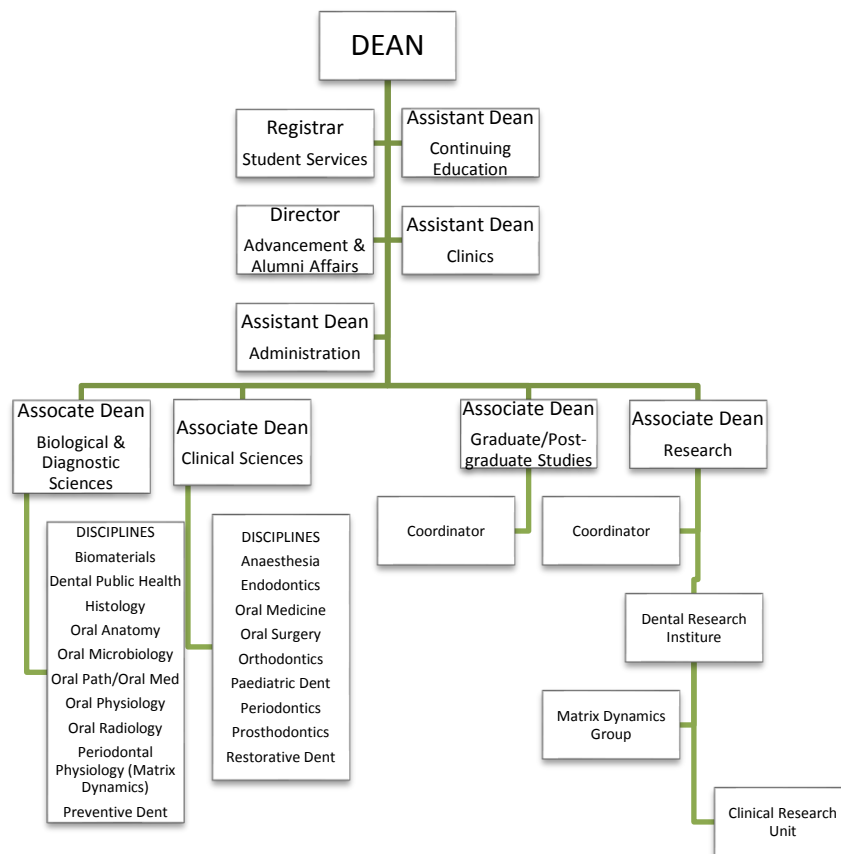 DEAN
Registrar
Student Services
Assistant Dean
Continuing
Education
Director
Advancement &
Alumni Affairs
Assistant Dean
Clinics
Assistant Dean
Administration
Assocate Dean
Biological &
Diagnostic
Sciences
Associate Dean
Clinical Sciences
Associate Dean
Graduate/Post-
graduate Studies
Associate Dean
Research
DISCIPLINES
Biomaterials
Dental Public Health
Histology
Oral Anatomy
Oral Microbiology
Oral Path/Oral Med
Oral Physiology
Oral Radiology
Periodontal
Physiology (Matrix
Dynamics)
Preventive Dent
DISCIPLINES
Anaesthesia
Endodontics
Oral Medicine
Oral Surgery
Orthodontics
Paediatric Dent
Periodontics
Prosthodontics
Restorative Dent
Coordinator
Coordinator
Dental Research
Institure
Matrix Dynamics
Group
Clinical Research
Unit